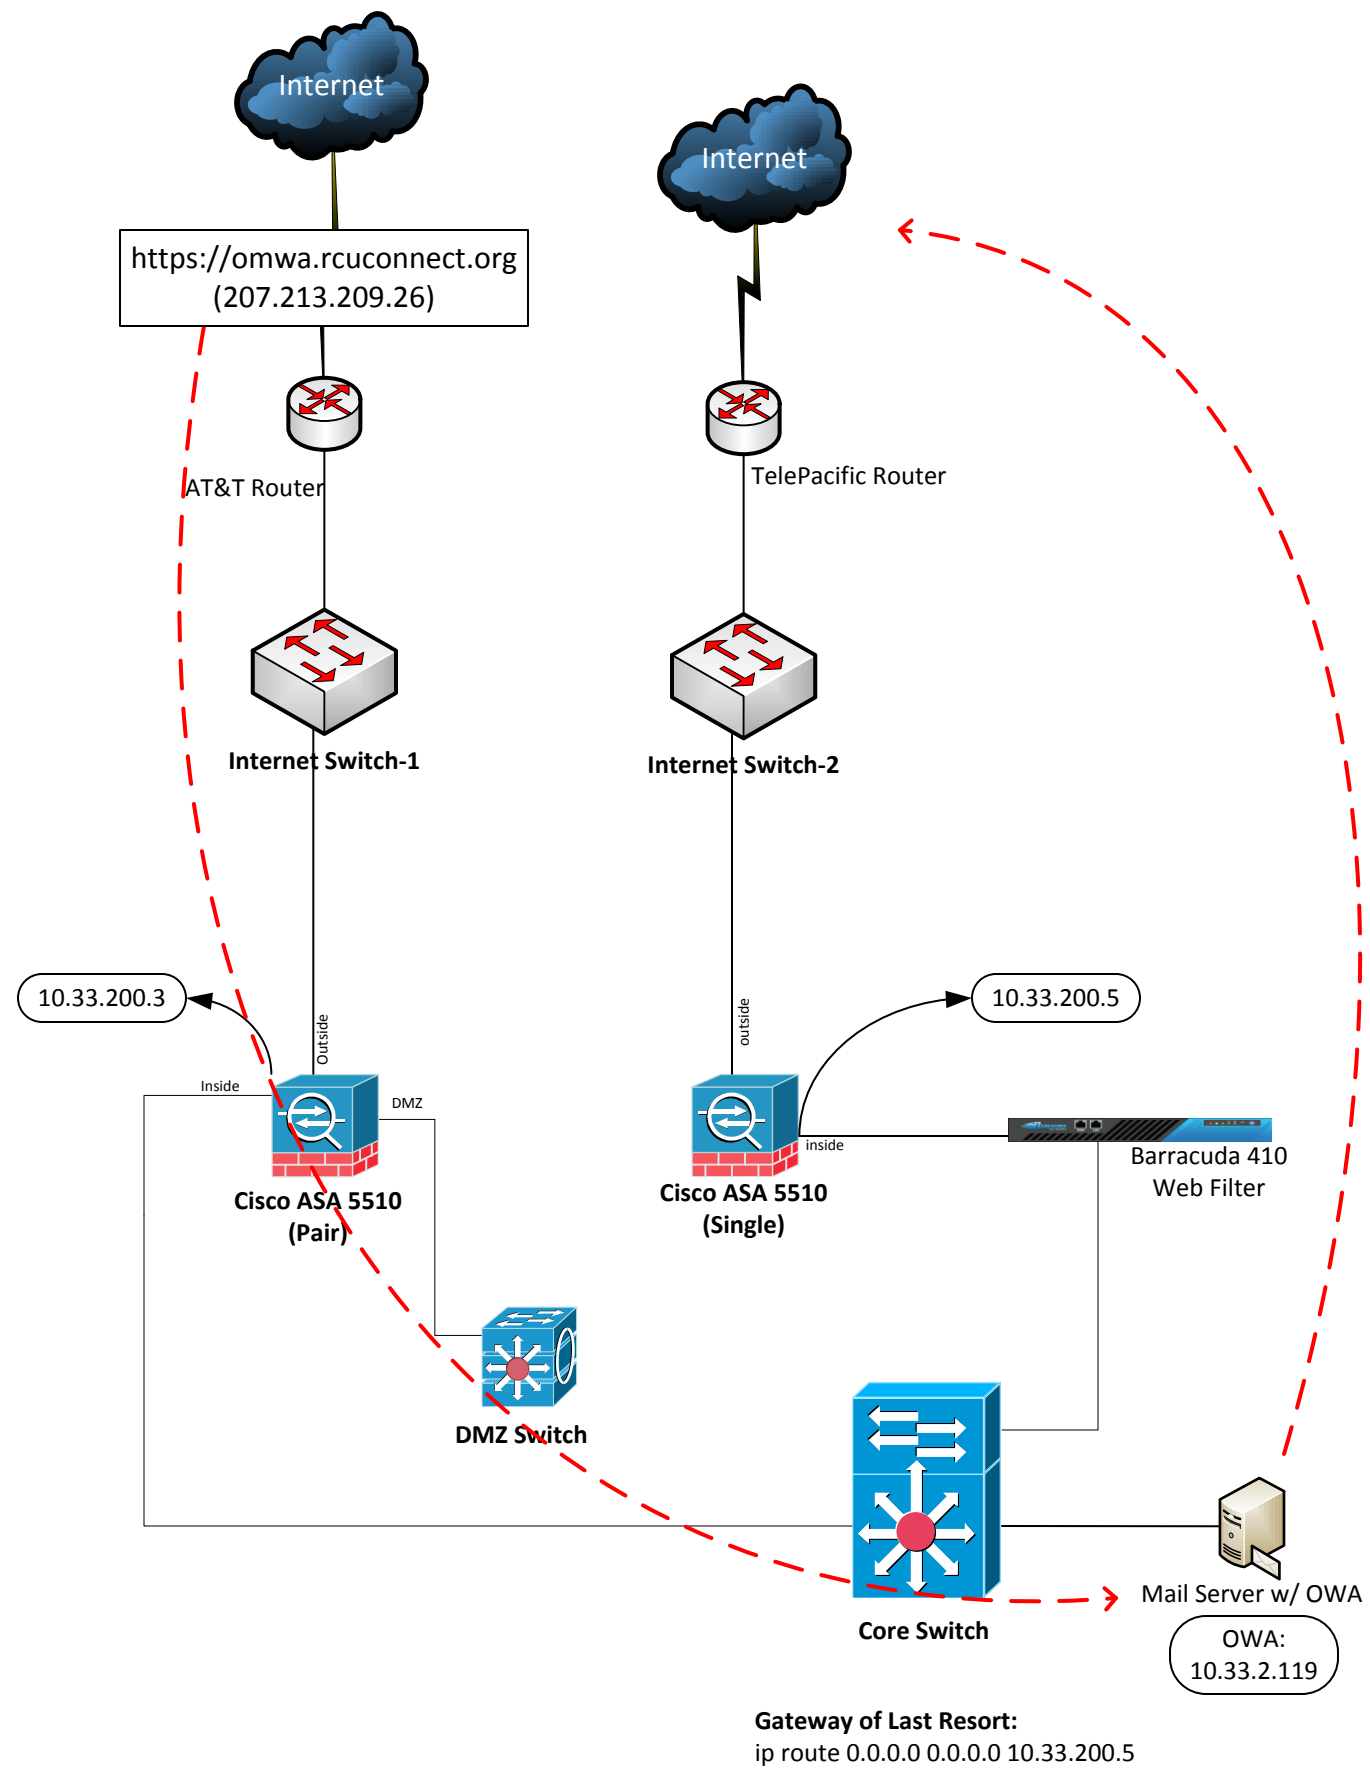 Internet
Internet
https://omwa.rcuconnect.org
(207.213.209.26)
AT&T Router
TelePacific Router
Internet Switch-1
Internet Switch-2
10.33.200.3
10.33.200.5
Outside
outside
Inside
DMZ
inside
Barracuda 410
Web Filter
Cisco ASA 5510
(Pair)
Cisco ASA 5510
(Single)
DMZ Switch
Core Switch
Mail Server w/ OWA
OWA:
10.33.2.119
Gateway of Last Resort:
ip route 0.0.0.0 0.0.0.0 10.33.200.5